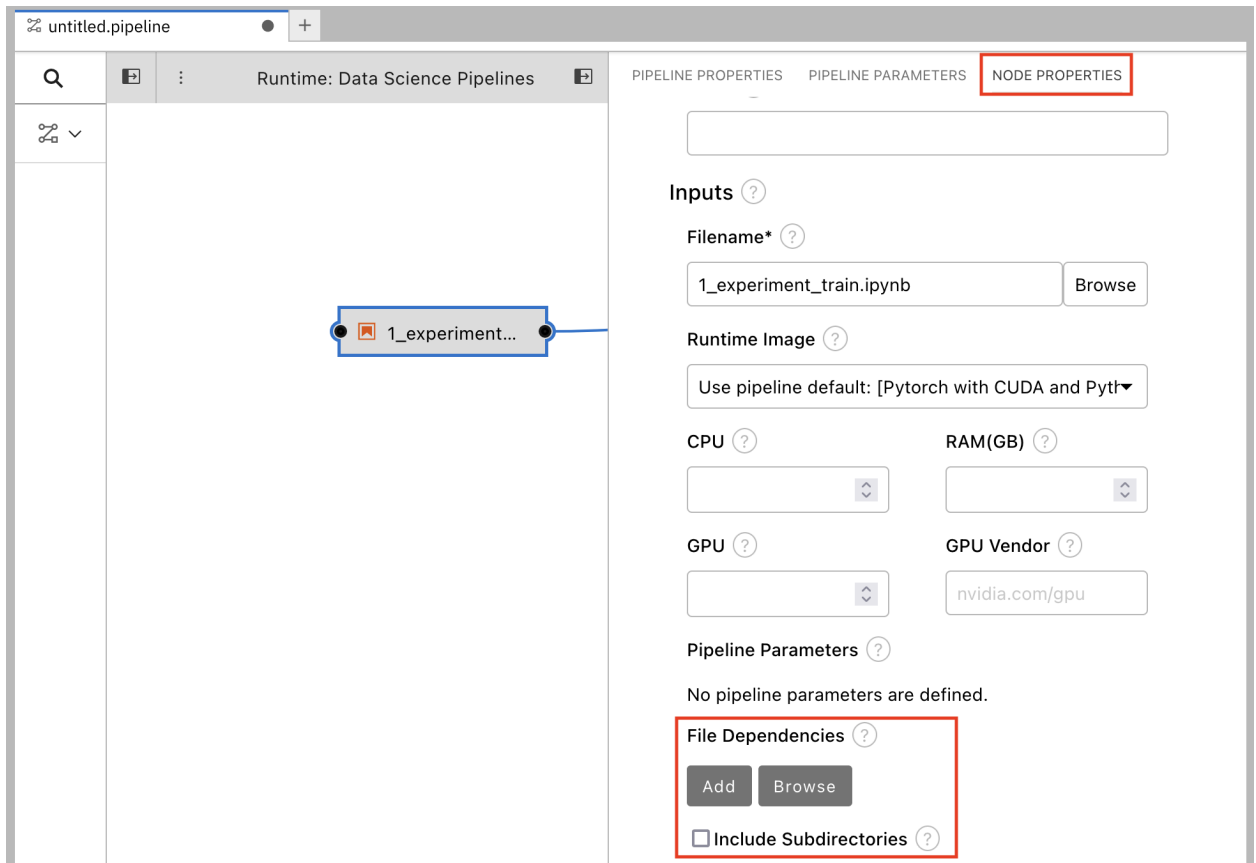 untitled.pipeline
Runtime: Data Science Pipelines
PIPELINE PROPERTIES PIPELINE PARAMETERS NODE PROPERTIES
Inputs ?
Filename* ?
1_experiment_train.ipynb Browse
1_experiment...
Runtime Image ?
Use pipeline default: [Pytorch with CUDA and Pyth
CPU ? RAM(GB) ?
GPU ? GPU Vendor ?
nvidia.com/gpu
Pipeline Parameters ?
No pipeline parameters are defined.
File Dependencies ?
Add Browse
Include Subdirectories ?